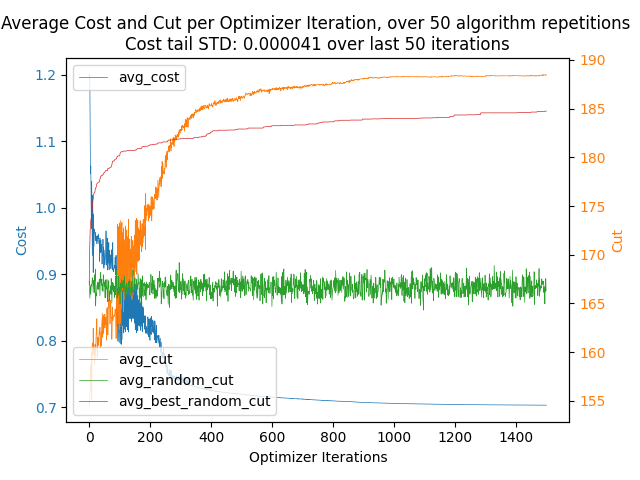 Average Cost and Cut per Optimizer Iteration, over 50 algorithm repetitions
Cost tail STD: 0.000041 over last 50 iterations
avg_cost
1.2
1.1
1.0
0.9
0.8
0.7
Cost
190
185
180
175
170
165
160
155
Cut
avg_cut
avg_random_cut
avg_best_random_cut
0 200 400 600 800 1000 1200 1400
Optimizer Iterations